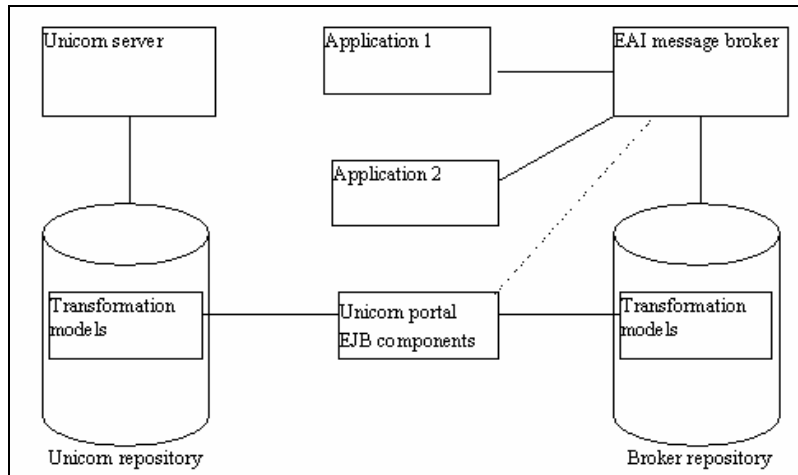 Unicorn server
Application 1
EAI message broker
Application 2
Transformation
models
Unicorn portal
EJB components
Transformation
models
Unicorn repository
Broker repository